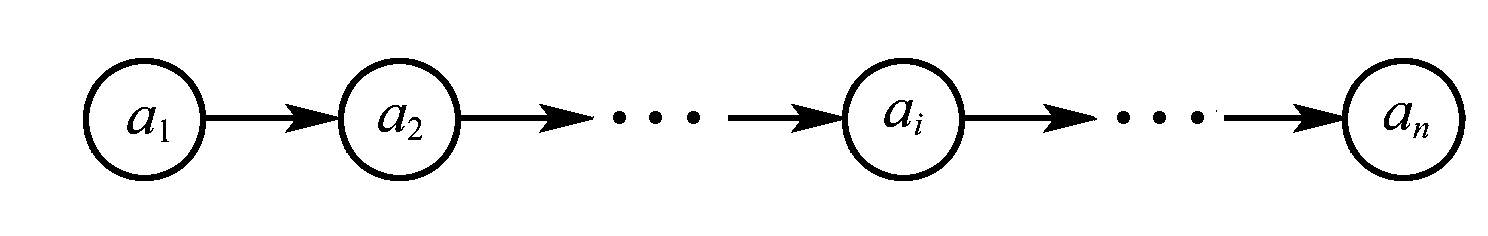 a₁ a₂ ... aᵢ ... aₙ